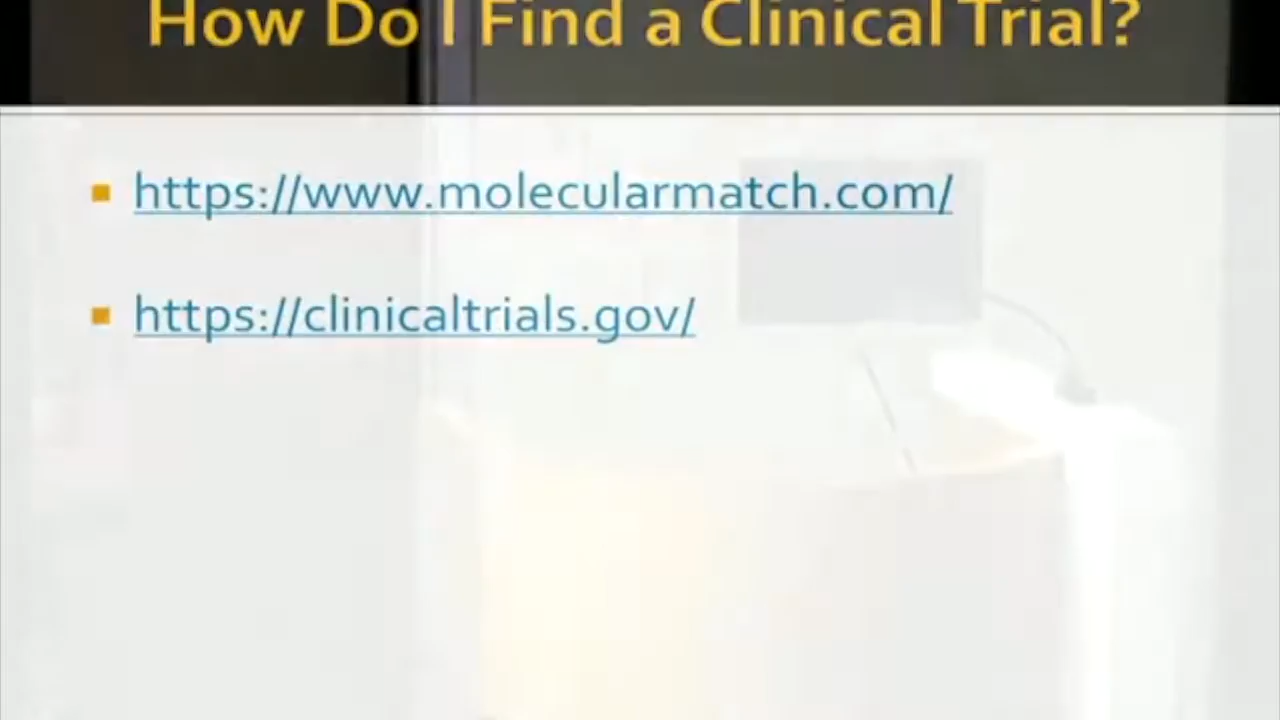 How Do I Find a Clinical Trial?
https://www.molecularmatch.com/
https://clinicaltrials.gov/